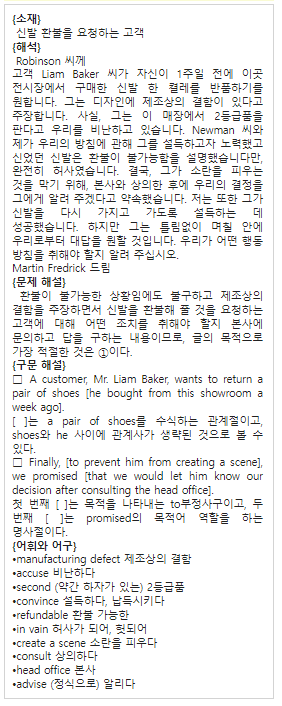 {소재}
신발 환불을 요청하는 고객
{해석}
Robinson 씨께
고객 Liam Baker 씨가 자신이 1주일 전에 이곳
전시장에서 구매한 신발 한 켤레를 반품하기를
원합니다. 그는 디자인에 제조상의 결함이 있다고
주장합니다. 사실, 그는 이 매장에서 2등급품을
판다고 우리를 비난하고 있습니다. Newman 씨와
제가 우리의 방침에 관해 그를 설득하고자 노력했고
신었던 신발은 환불이 불가능함을 설명했습니다만,
완전히 허사였습니다. 결국, 그가 소란을 피우는
것을 막기 위해, 본사와 상의한 후에 우리의 결정을
그에게 알려 주겠다고 약속했습니다. 저는 또한 그가
신발을 다시 가지고 가도록 설득하는 데
성공했습니다. 하지만 그는 틀림없이 며칠 안에
우리로부터 대답을 원할 것입니다. 우리가 어떤 행동
방침을 취해야 할지 알려 주십시오.
Martin Fredrick 드림
{문제 해설}
환불이 불가능한 상황임에도 불구하고 제조상의
결함을 주장하면서 신발을 환불해 줄 것을 요청하는
고객에 대해 어떤 조치를 취해야 할지 본사에
문의하고 답을 구하는 내용이므로, 글의 목적으로
가장 적절한 것은 ①이다.
{구문 해설}
□ A customer, Mr. Liam Baker, wants to return a
pair of shoes [he bought from this showroom a
week ago].
[ ]는 a pair of shoes를 수식하는 관계절이고,
shoes와 he 사이에 관계사가 생략된 것으로 볼 수
있다.
□ Finally, [to prevent him from creating a scene],
we promised [that we would let him know our
decision after consulting the head office].
첫 번째 [ ]는 목적을 나타내는 to부정사구이고, 두
번째 [ ]는 promised의 목적어 역할을 하는
명사절이다.
{어휘와 어구}
•manufacturing defect 제조상의 결함
•accuse 비난하다
•second (약간 하자가 있는) 2등급품
•convince 설득하다, 납득시키다
•refundable 환불 가능한
•in vain 허사가 되어, 헛되어
•create a scene 소란을 피우다
•consult 상의하다
•head office 본사
•advise (정식으로) 알리다